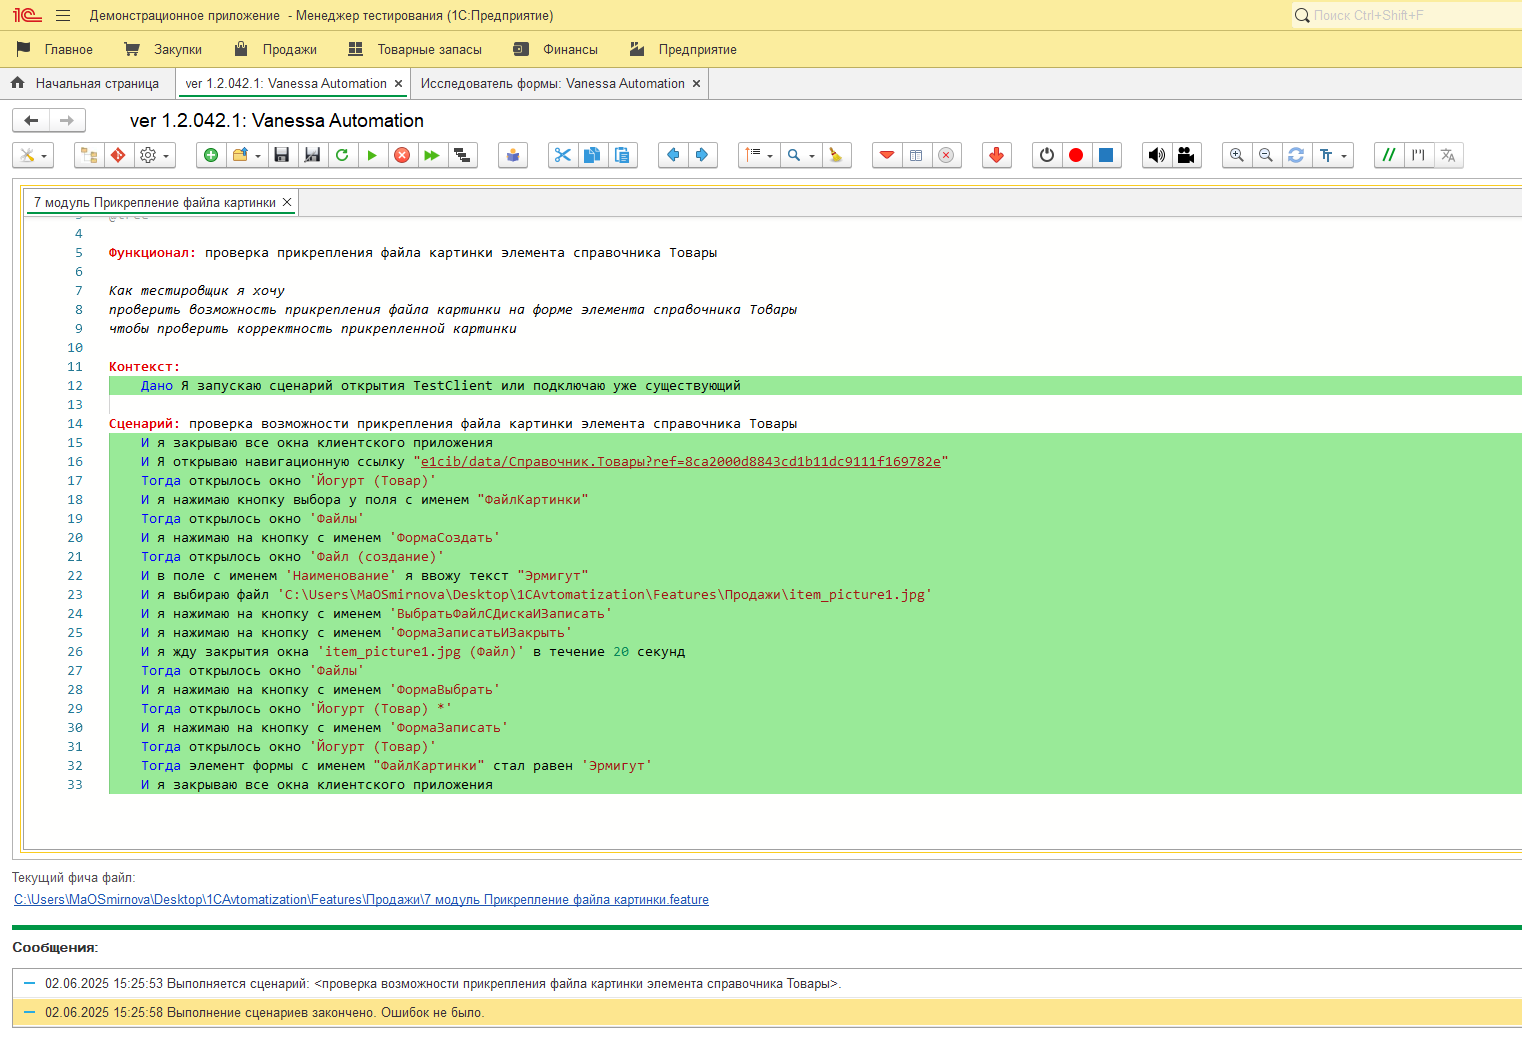 1С Демонстрационное приложение - Менеджер тестирования (1С:Предприятие) Поиск Ctrl+Shift+F
Главное Закупки Продажи Товарные запасы Финансы Предприятие
Начальная страница ver 1.2.042.1: Vanessa Automation Исследователь формы: Vanessa Automation
ver 1.2.042.1: Vanessa Automation
7 модуль Прикрепление файла картинки
4
5 Функционал: проверка прикрепления файла картинки элемента справочника Товары
6
7 Как тестировщик я хочу
8 проверить возможность прикрепления файла картинки на форме элемента справочника Товары
9 чтобы проверить корректность прикрепленной картинки
10
11 Контекст:
12 Дано Я запускаю сценарий открытия TestClient или подключаю уже существующий
13
14 Сценарий: проверка возможности прикрепления файла картинки элемента справочника Товары
15 И я закрываю все окна клиентского приложения
16 И Я открываю навигационную ссылку "e1cib/data/Справочник.Товары?ref=8ca2000d8843cd1b11dc9111f169782e"
17 Тогда открылось окно 'Йогурт (Товар)'
18 И я нажимаю кнопку выбора у поля с именем "ФайлКартинки"
19 Тогда открылось окно 'Файлы'
20 И я нажимаю на кнопку с именем 'ФормаСоздать'
21 Тогда открылось окно 'Файл (создание)'
22 И в поле с именем 'Наименование' я ввожу текст "Эрмигут"
23 И я выбираю файл 'C:\Users\MaOSmirnova\Desktop\1CAvtomatization\Features\Продажи\item_picture1.jpg'
24 И я нажимаю на кнопку с именем 'ВыбратьФайлСДискаИЗаписать'
25 И я нажимаю на кнопку с именем 'ФормаЗаписатьИЗакрыть'
26 И я жду закрытия окна 'item_picture1.jpg (Файл)' в течение 20 секунд
27 Тогда открылось окно 'Файлы'
28 И я нажимаю на кнопку с именем 'ФормаВыбрать'
29 Тогда открылось окно 'Йогурт (Товар) *'
30 И я нажимаю на кнопку с именем 'ФормаЗаписать'
31 Тогда открылось окно 'Йогурт (Товар)'
32 Тогда элемент формы с именем "ФайлКартинки" стал равен 'Эрмигут'
33 И я закрываю все окна клиентского приложения
Текущий фича файл:
C:\Users\MaOSmirnova\Desktop\1CAvtomatization\Features\Продажи\7 модуль Прикрепление файла картинки.feature
Сообщения:
02.06.2025 15:25:53 Выполняется сценарий: <проверка возможности прикрепления файла картинки элемента справочника Товары>.
02.06.2025 15:25:58 Выполнение сценариев закончено. Ошибок не было.